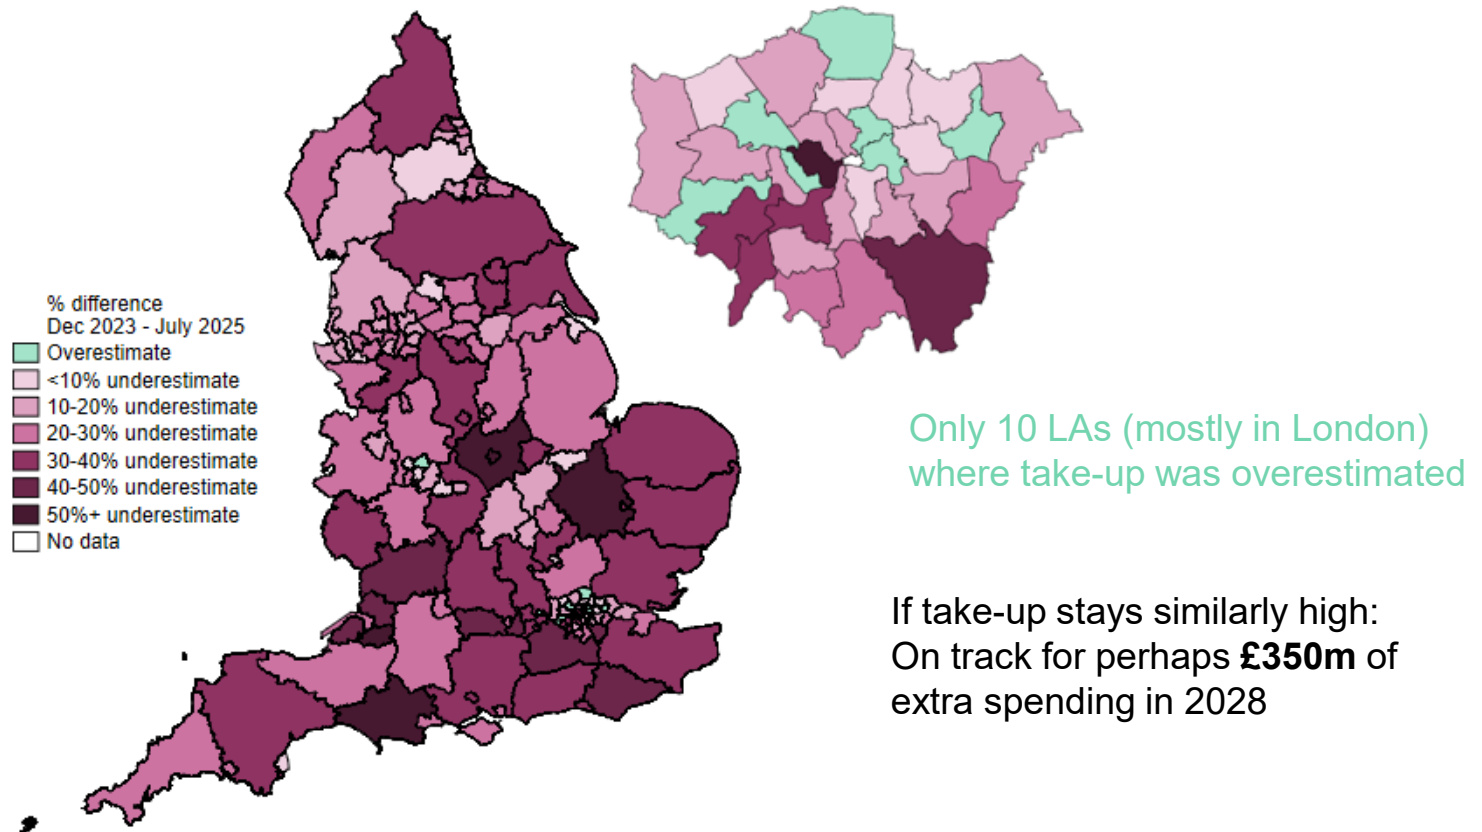 % difference
Dec 2023 - July 2025
Overestimate
<10% underestimate
10-20% underestimate
20-30% underestimate
30-40% underestimate
40-50% underestimate
50%+ underestimate
No data
Only 10 LAs (mostly in London)
where take-up was overestimated
If take-up stays similarly high:
On track for perhaps £350m of
extra spending in 2028